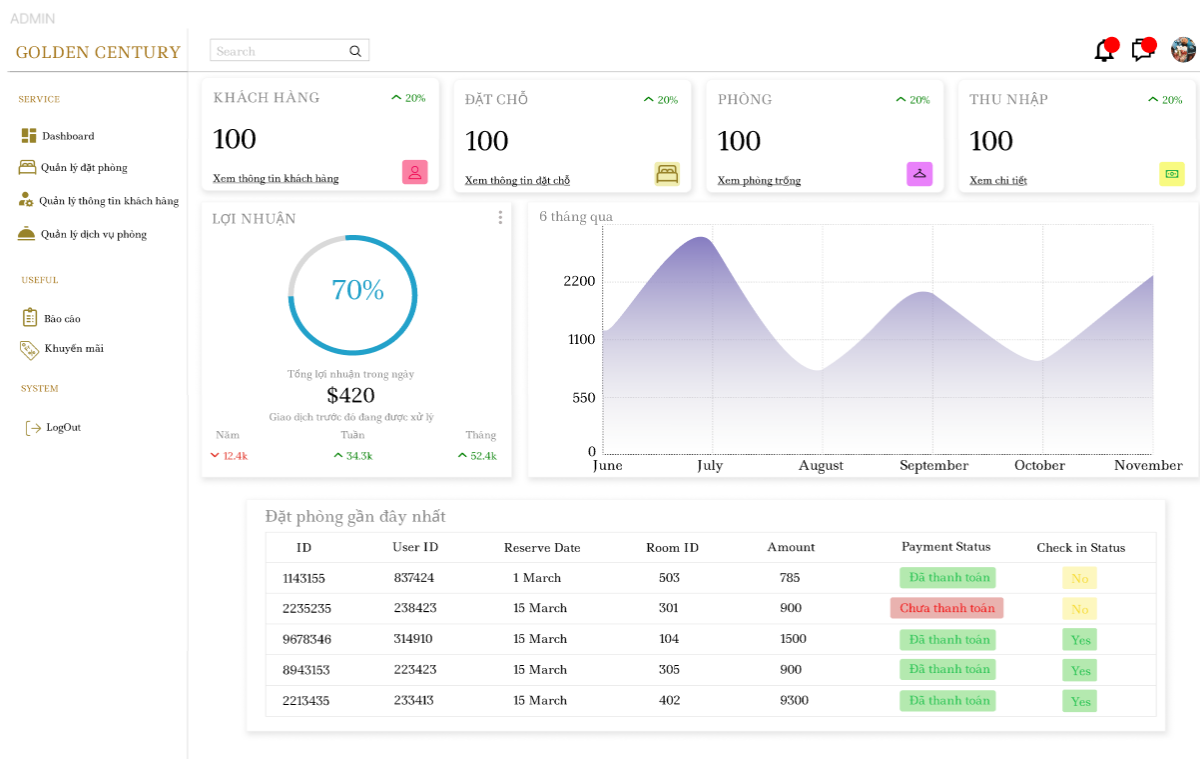 ADMIN
GOLDEN CENTURY
Search
SERVICE
Dashboard
Quản lý đặt phòng
Quản lý thông tin khách hàng
Quản lý dịch vụ phòng
USEFUL
Báo cáo
Khuyến mãi
SYSTEM
LogOut
KHÁCH HÀNG 20%
100
Xem thông tin khách hàng
ĐẶT CHỖ 20%
100
Xem thông tin đặt chỗ
PHÒNG 20%
100
Xem phòng trống
THU NHẬP 20%
100
Xem chi tiết
LỢI NHUẬN
70%
Tổng lợi nhuận trong ngày
$420
Giao dịch trước đó đang được xử lý
Năm Tuần Tháng
12.4k 34.3k 52.4k
6 tháng qua
2200
1100
550
0
June July August September October November
Đặt phòng gần đây nhất
ID User ID Reserve Date Room ID Amount Payment Status Check in Status
1143155 837424 1 March 503 785 Đã thanh toán No
2235235 238423 15 March 301 900 Chưa thanh toán No
9678346 314910 15 March 104 1500 Đã thanh toán Yes
8943153 223423 15 March 305 900 Đã thanh toán Yes
2213435 233413 15 March 402 9300 Đã thanh toán Yes